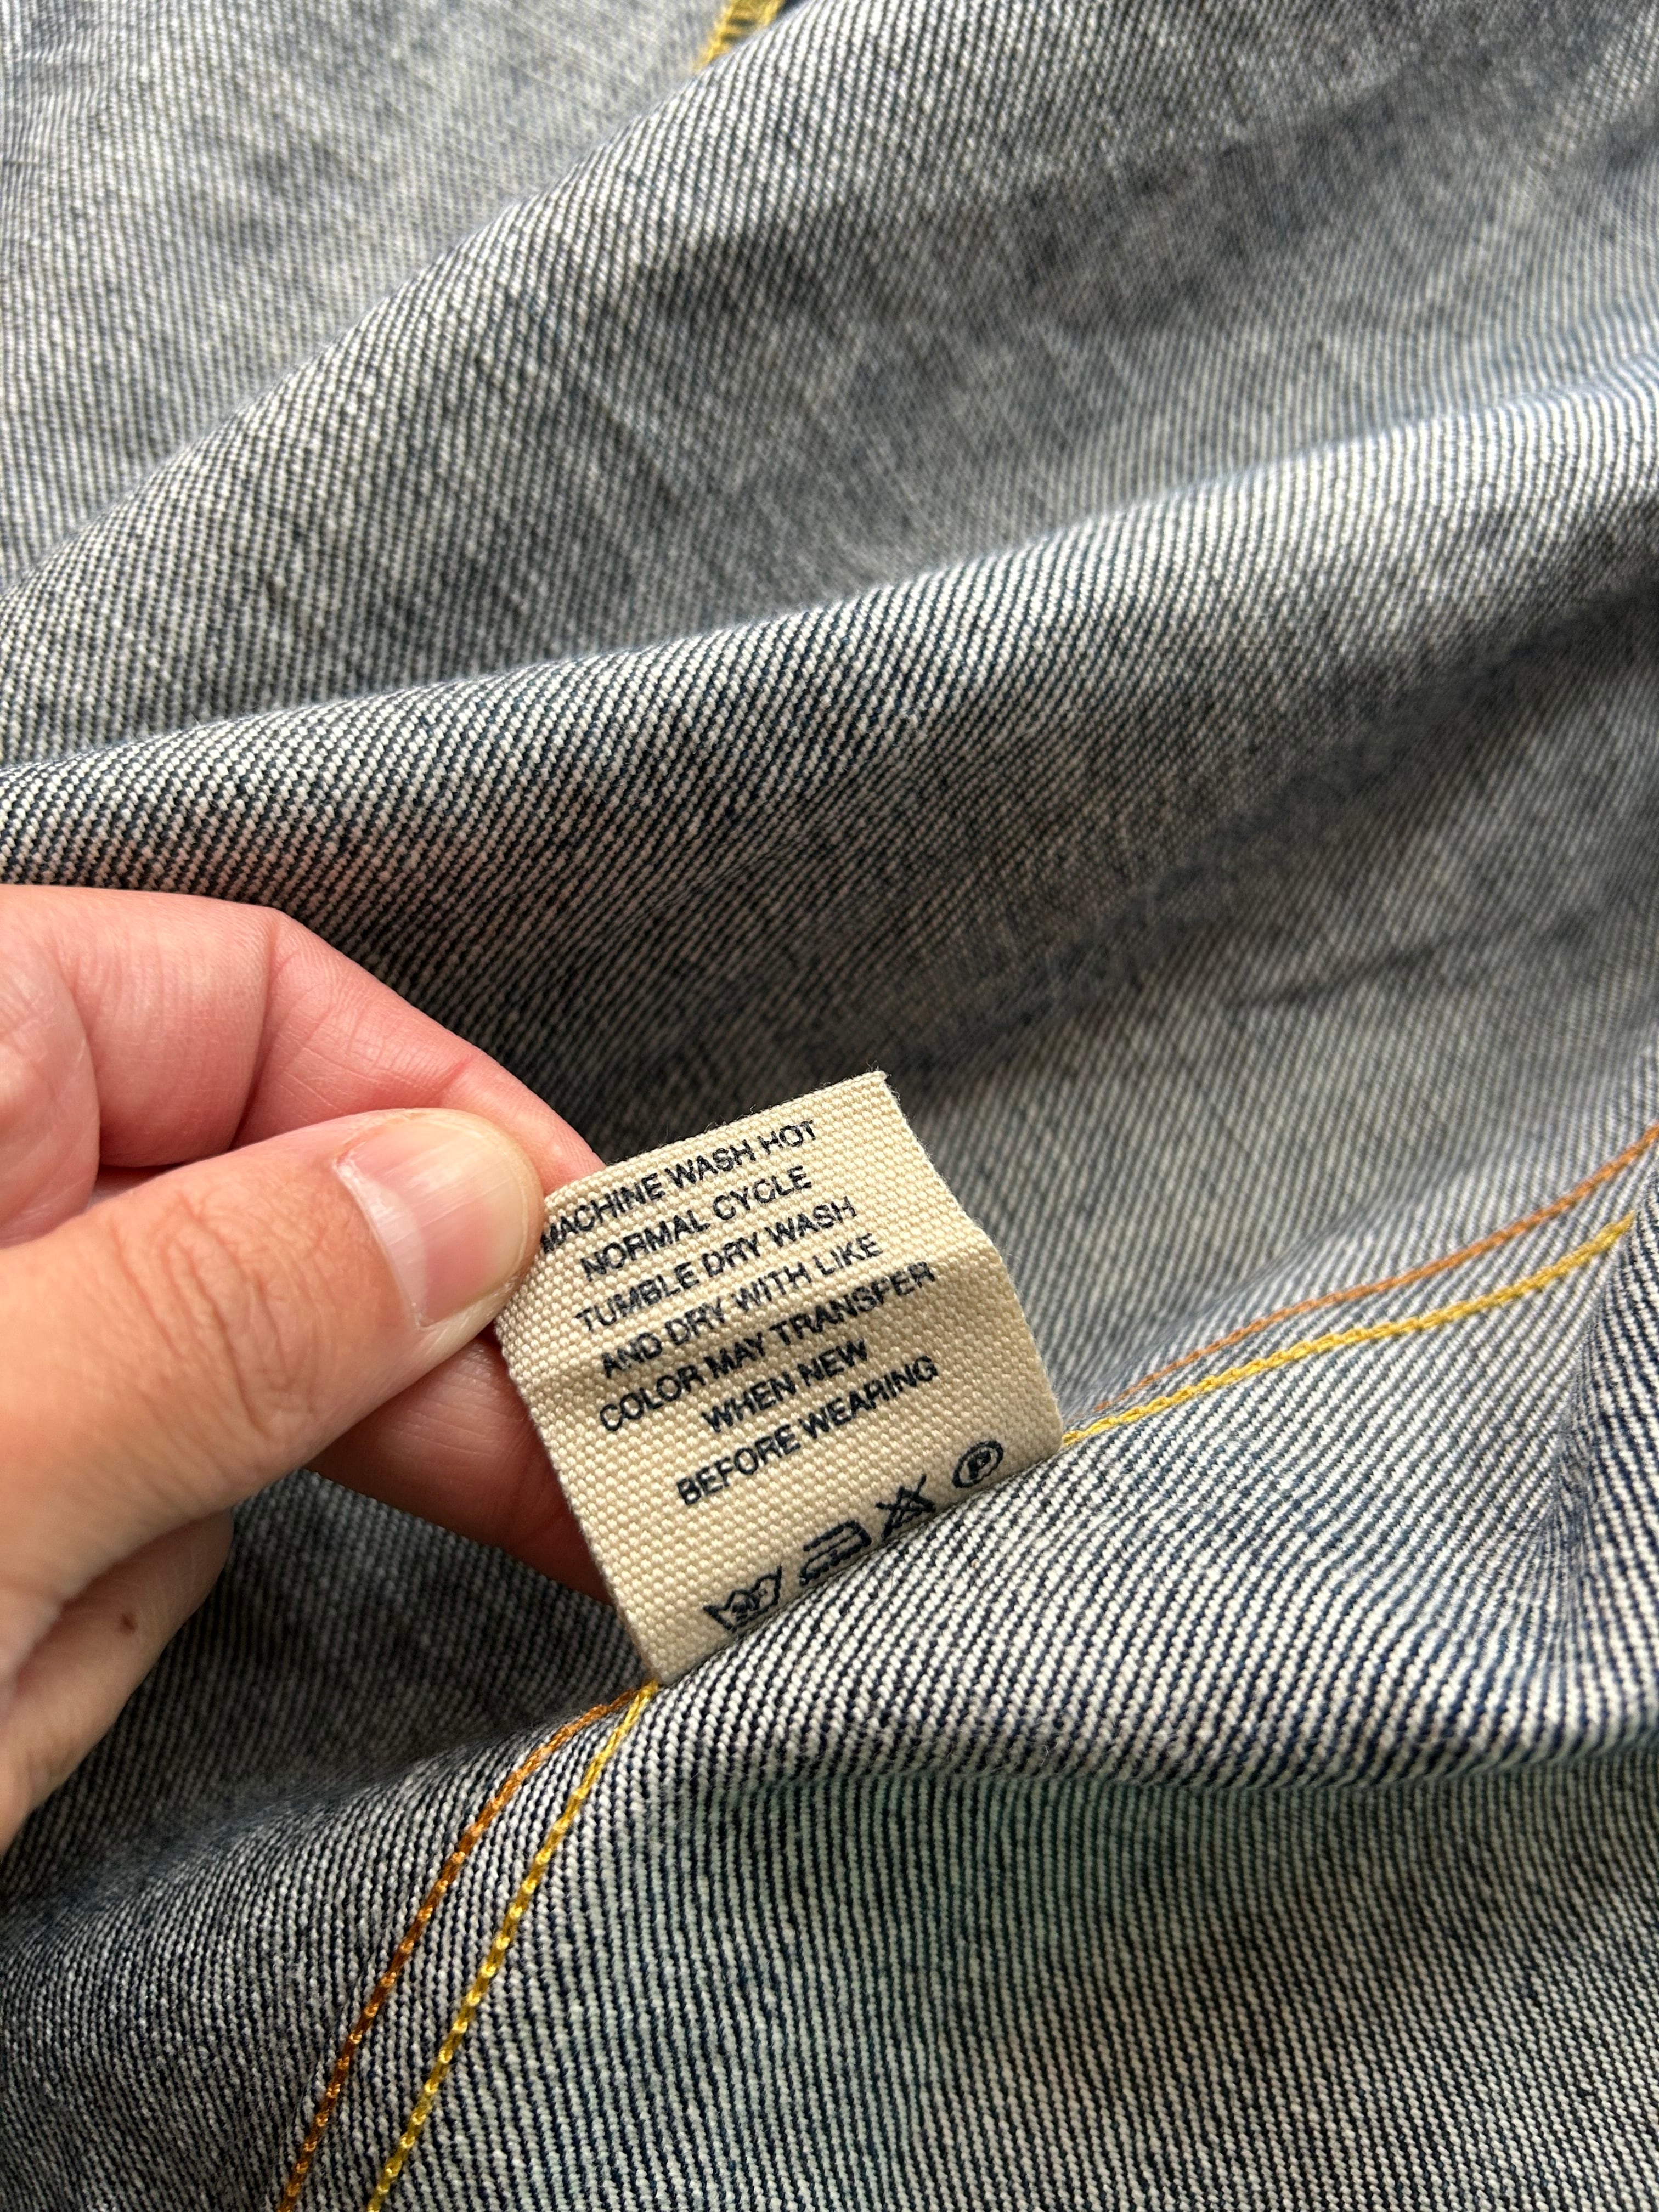 MACHINE WASH HOT
NORMAL CYCLE
TUMBLE DRY WASH
AND DRY WITH LIKE
COLOR MAY TRANSFER
WHEN NEW
BEFORE WEARING
P